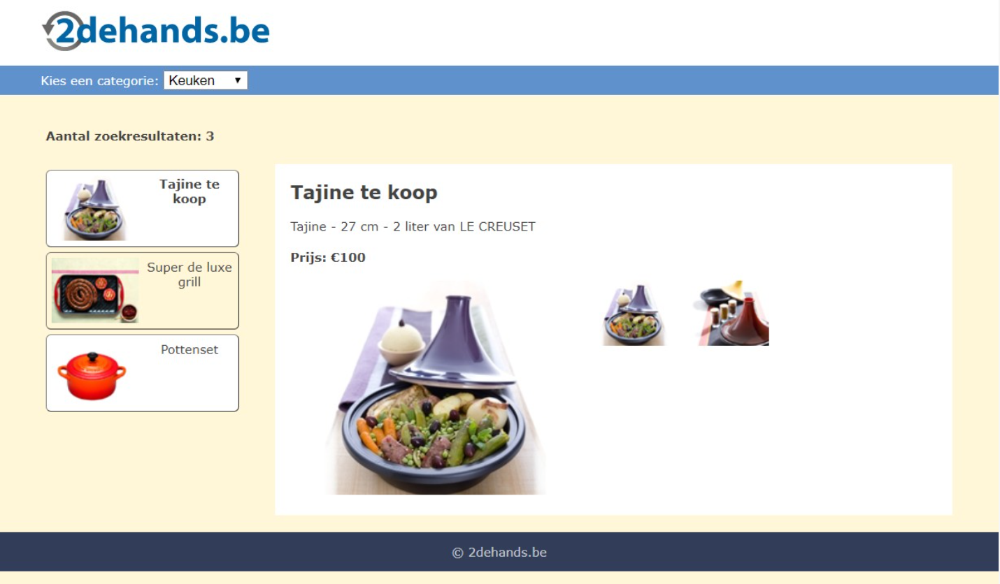 2dehands.be
Kies een categorie: Keuken
Aantal zoekresultaten: 3
Tajine te
koop
Super de luxe
grill
Pottenset
Tajine te koop
Tajine - 27 cm - 2 liter van LE CREUSET
Prijs: €100
© 2dehands.be